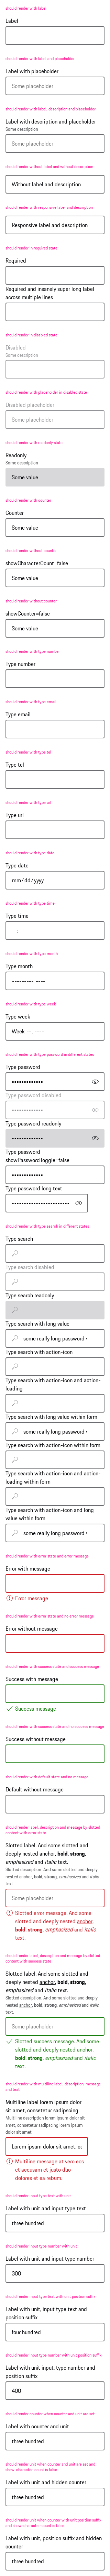 should render with label
Label
should render with label and placeholder
Label with placeholder
Some placeholder
should render with label, description and placeholder
Label with description and placeholder
Some description
Some placeholder
should render without label and without description
Without label and description
should render with responsive label and description
Responsive label and description
should render in required state
Required
Required and insanely super long label
across multiple lines
should render in disabled state
Disabled
Some description
should render with placeholder in disabled state
Disabled placeholder
Some placeholder
should render with readonly state
Readonly
Some description
Some value
should render with counter
Counter
Some value
should render without counter
showCharacterCount=false
Some value
should render without counter
showCounter=false
Some value
should render with type number
Type number
should render with type email
Type email
should render with type tel
Type tel
should render with type url
Type url
should render with type date
Type date
mm/dd/yyyy
should render with type time
Type time
--:-- --
should render with type month
Type month
--------- ----
should render with type week
Type week
Week --, ----
should render with type password in different states
Type password
•••••••••••••
Type password disabled
•••••••••••••
Type password readonly
•••••••••••••
Type password
showPasswordToggle=false
•••••••••••••
Type password long text
••••••••••••••••••••••••
should render with type search in different states
Type search
Type search disabled
Type search readonly
Type search with long value
some really long password
Type search with action-icon
Type search with action-icon and action-
loading
Type search with long value within form
some really long password
Type search with action-icon within form
Type search with action-icon and action-
loading within form
Type search with action-icon and long
value within form
some really long password
should render with error state and error message
Error with message
Error message
should render with error state and no error message
Error without message
should render with success state and success message
Success with message
Success message
should render with success state and no success message
Success without message
should render with default state and no message
Default without message
should render label, description and message by slotted
content with error state
Slotted label. And some slotted and
deeply nested anchor, bold, strong,
emphasized and italic text.
Slotted description. And some slotted and deeply
nested anchor, bold, strong, emphasized and italic
text.
Some placeholder
Slotted error message. And some
slotted and deeply nested anchor,
bold, strong, emphasized and italic
text.
should render label, description and message by slotted
content with success state
Slotted label. And some slotted and
deeply nested anchor, bold, strong,
emphasized and italic text.
Slotted description. And some slotted and deeply
nested anchor, bold, strong, emphasized and italic
text.
Some placeholder
Slotted success message. And some
slotted and deeply nested anchor,
bold, strong, emphasized and italic
text.
should render with multiline label, description, message
and text
Multiline label lorem ipsum dolor
sit amet, consetetur sadipscing
Multiline description lorem ipsum dolor sit
amet, consetetur sadipscing lorem ipsum
dolor sit amet
Lorem ipsum dolor sit amet, co
Multiline message at vero eos
et accusam et justo duo
dolores et ea rebum.
should render input type text with unit
Label with unit and input type text
three hundred
should render input type number with unit
Label with unit and input type number
300
should render input type text with unit position suffix
Label with unit, input type text and
position suffix
four hundred
should render input type number with unit position suffix
Label with unit input, type number and
position suffix
400
should render counter when counter and unit are set
Label with counter and unit
three hundred
should render unit when counter and unit are set and
show-character-count is false
Label with unit and hidden counter
three hundred
should render unit when counter with unit position suffix
and show-character-count is false
Label with unit, position suffix and hidden
counter
three hundred